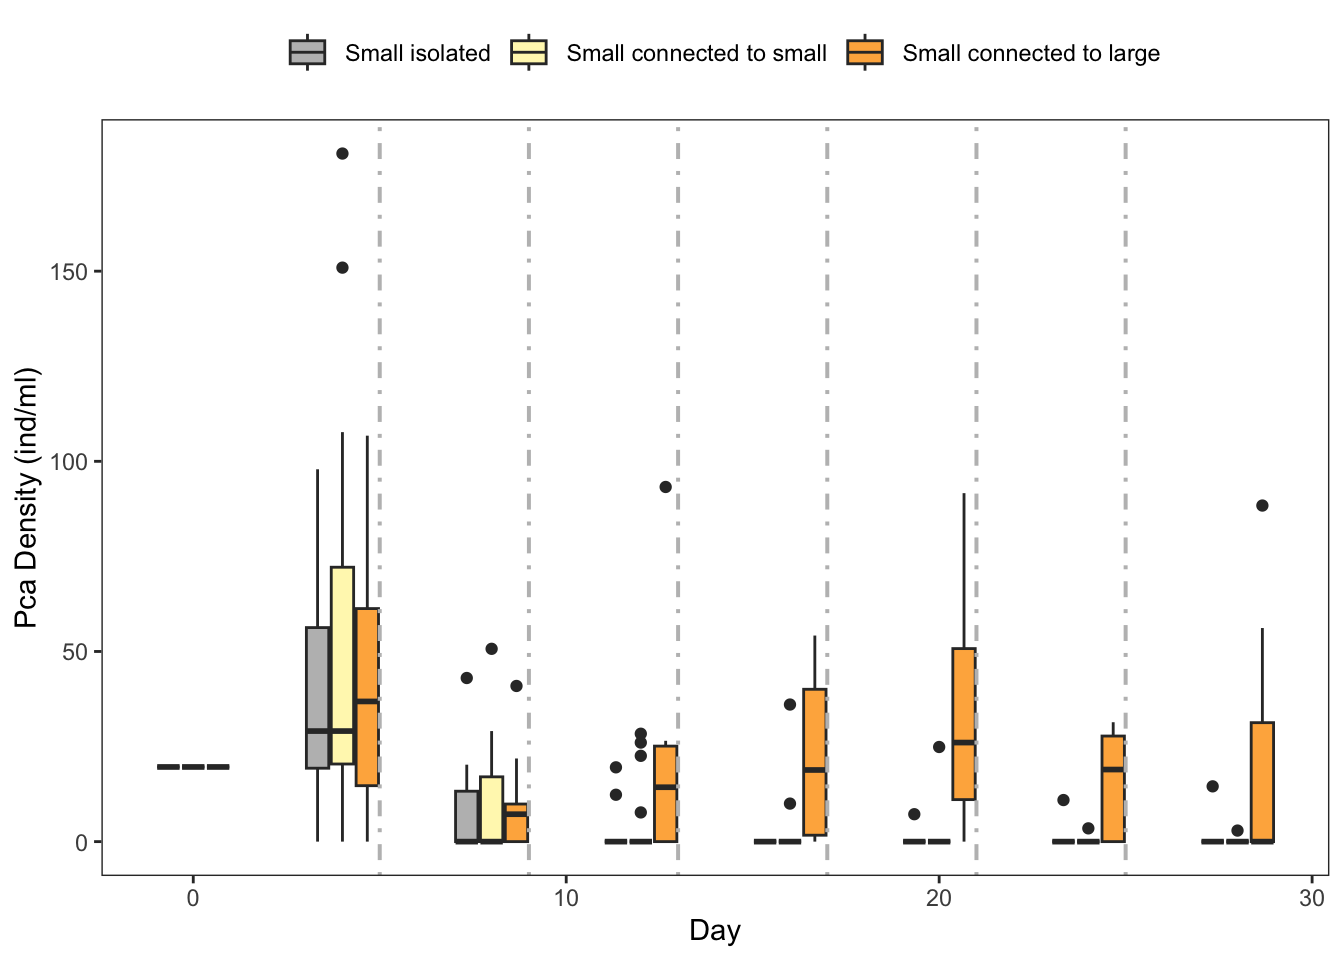 Small isolated Small connected to small Small connected to large
150
100
50
0
Pca Density (ind/ml)
0 10 20 30
Day